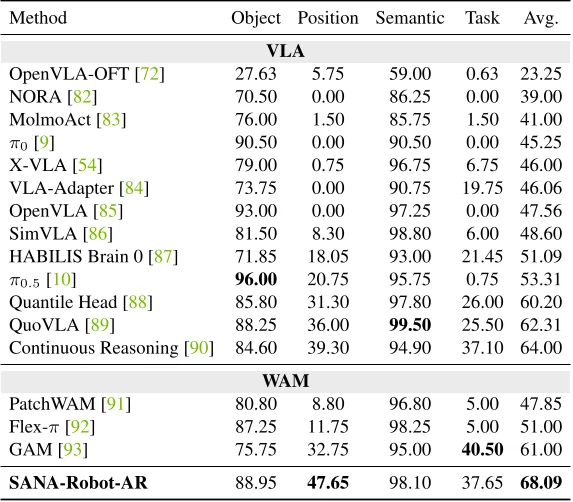 Method Object Position Semantic Task Avg.
VLA
OpenVLA-OFT [72] 27.63 5.75 59.00 0.63 23.25
NORA [82] 70.50 0.00 86.25 0.00 39.00
MolmoAct [83] 76.00 1.50 85.75 1.50 41.00
π₀ [9] 90.50 0.00 90.50 0.00 45.25
X-VLA [54] 79.00 0.75 96.75 6.75 46.00
VLA-Adapter [84] 73.75 0.00 90.75 19.75 46.06
OpenVLA [85] 93.00 0.00 97.25 0.00 47.56
SimVLA [86] 81.50 8.30 98.80 6.00 48.60
HABILIS Brain 0 [87] 71.85 18.05 93.00 21.45 51.09
π₀.₅ [10] 96.00 20.75 95.75 0.75 53.31
Quantile Head [88] 85.80 31.30 97.80 26.00 60.20
QuoVLA [89] 88.25 36.00 99.50 25.50 62.31
Continuous Reasoning [90] 84.60 39.30 94.90 37.10 64.00
WAM
PatchWAM [91] 80.80 8.80 96.80 5.00 47.85
Flex-π [92] 87.25 11.75 98.25 5.00 51.00
GAM [93] 75.75 32.75 95.00 40.50 61.00
SANA-Robot-AR 88.95 47.65 98.10 37.65 68.09